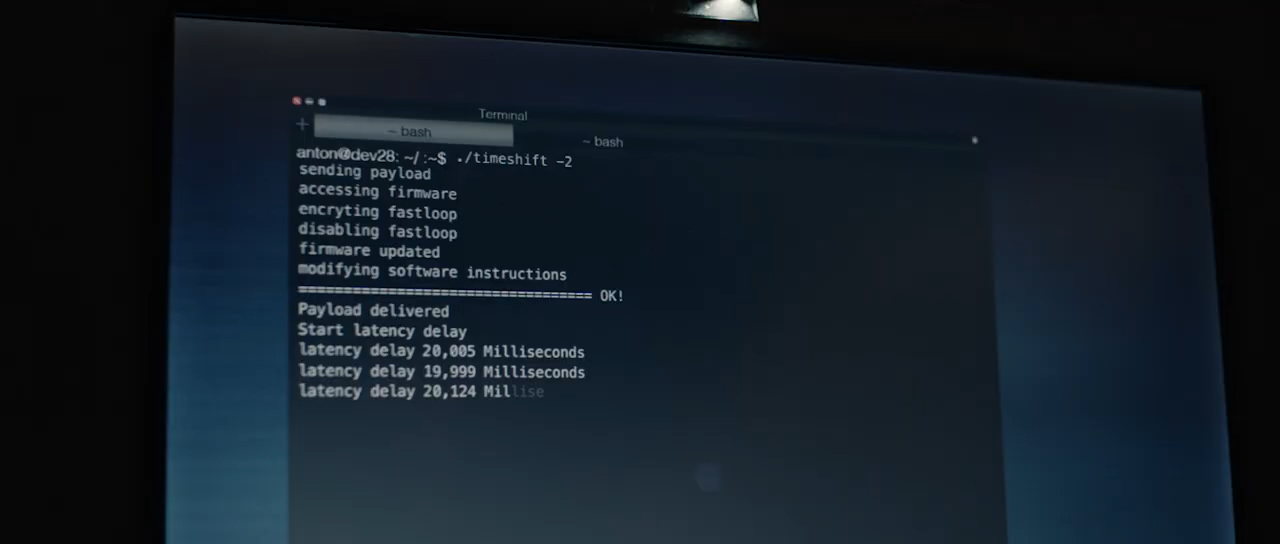 Terminal
~ bash
~ bash
anton@dev28: ~/ :~$ ./timeshift -2
sending payload
accessing firmware
encryting fastloop
disabling fastloop
firmware updated
modifying software instructions
================================= OK!
Payload delivered
Start latency delay
latency delay 20,005 Milliseconds
latency delay 19,999 Milliseconds
latency delay 20,124 Millise